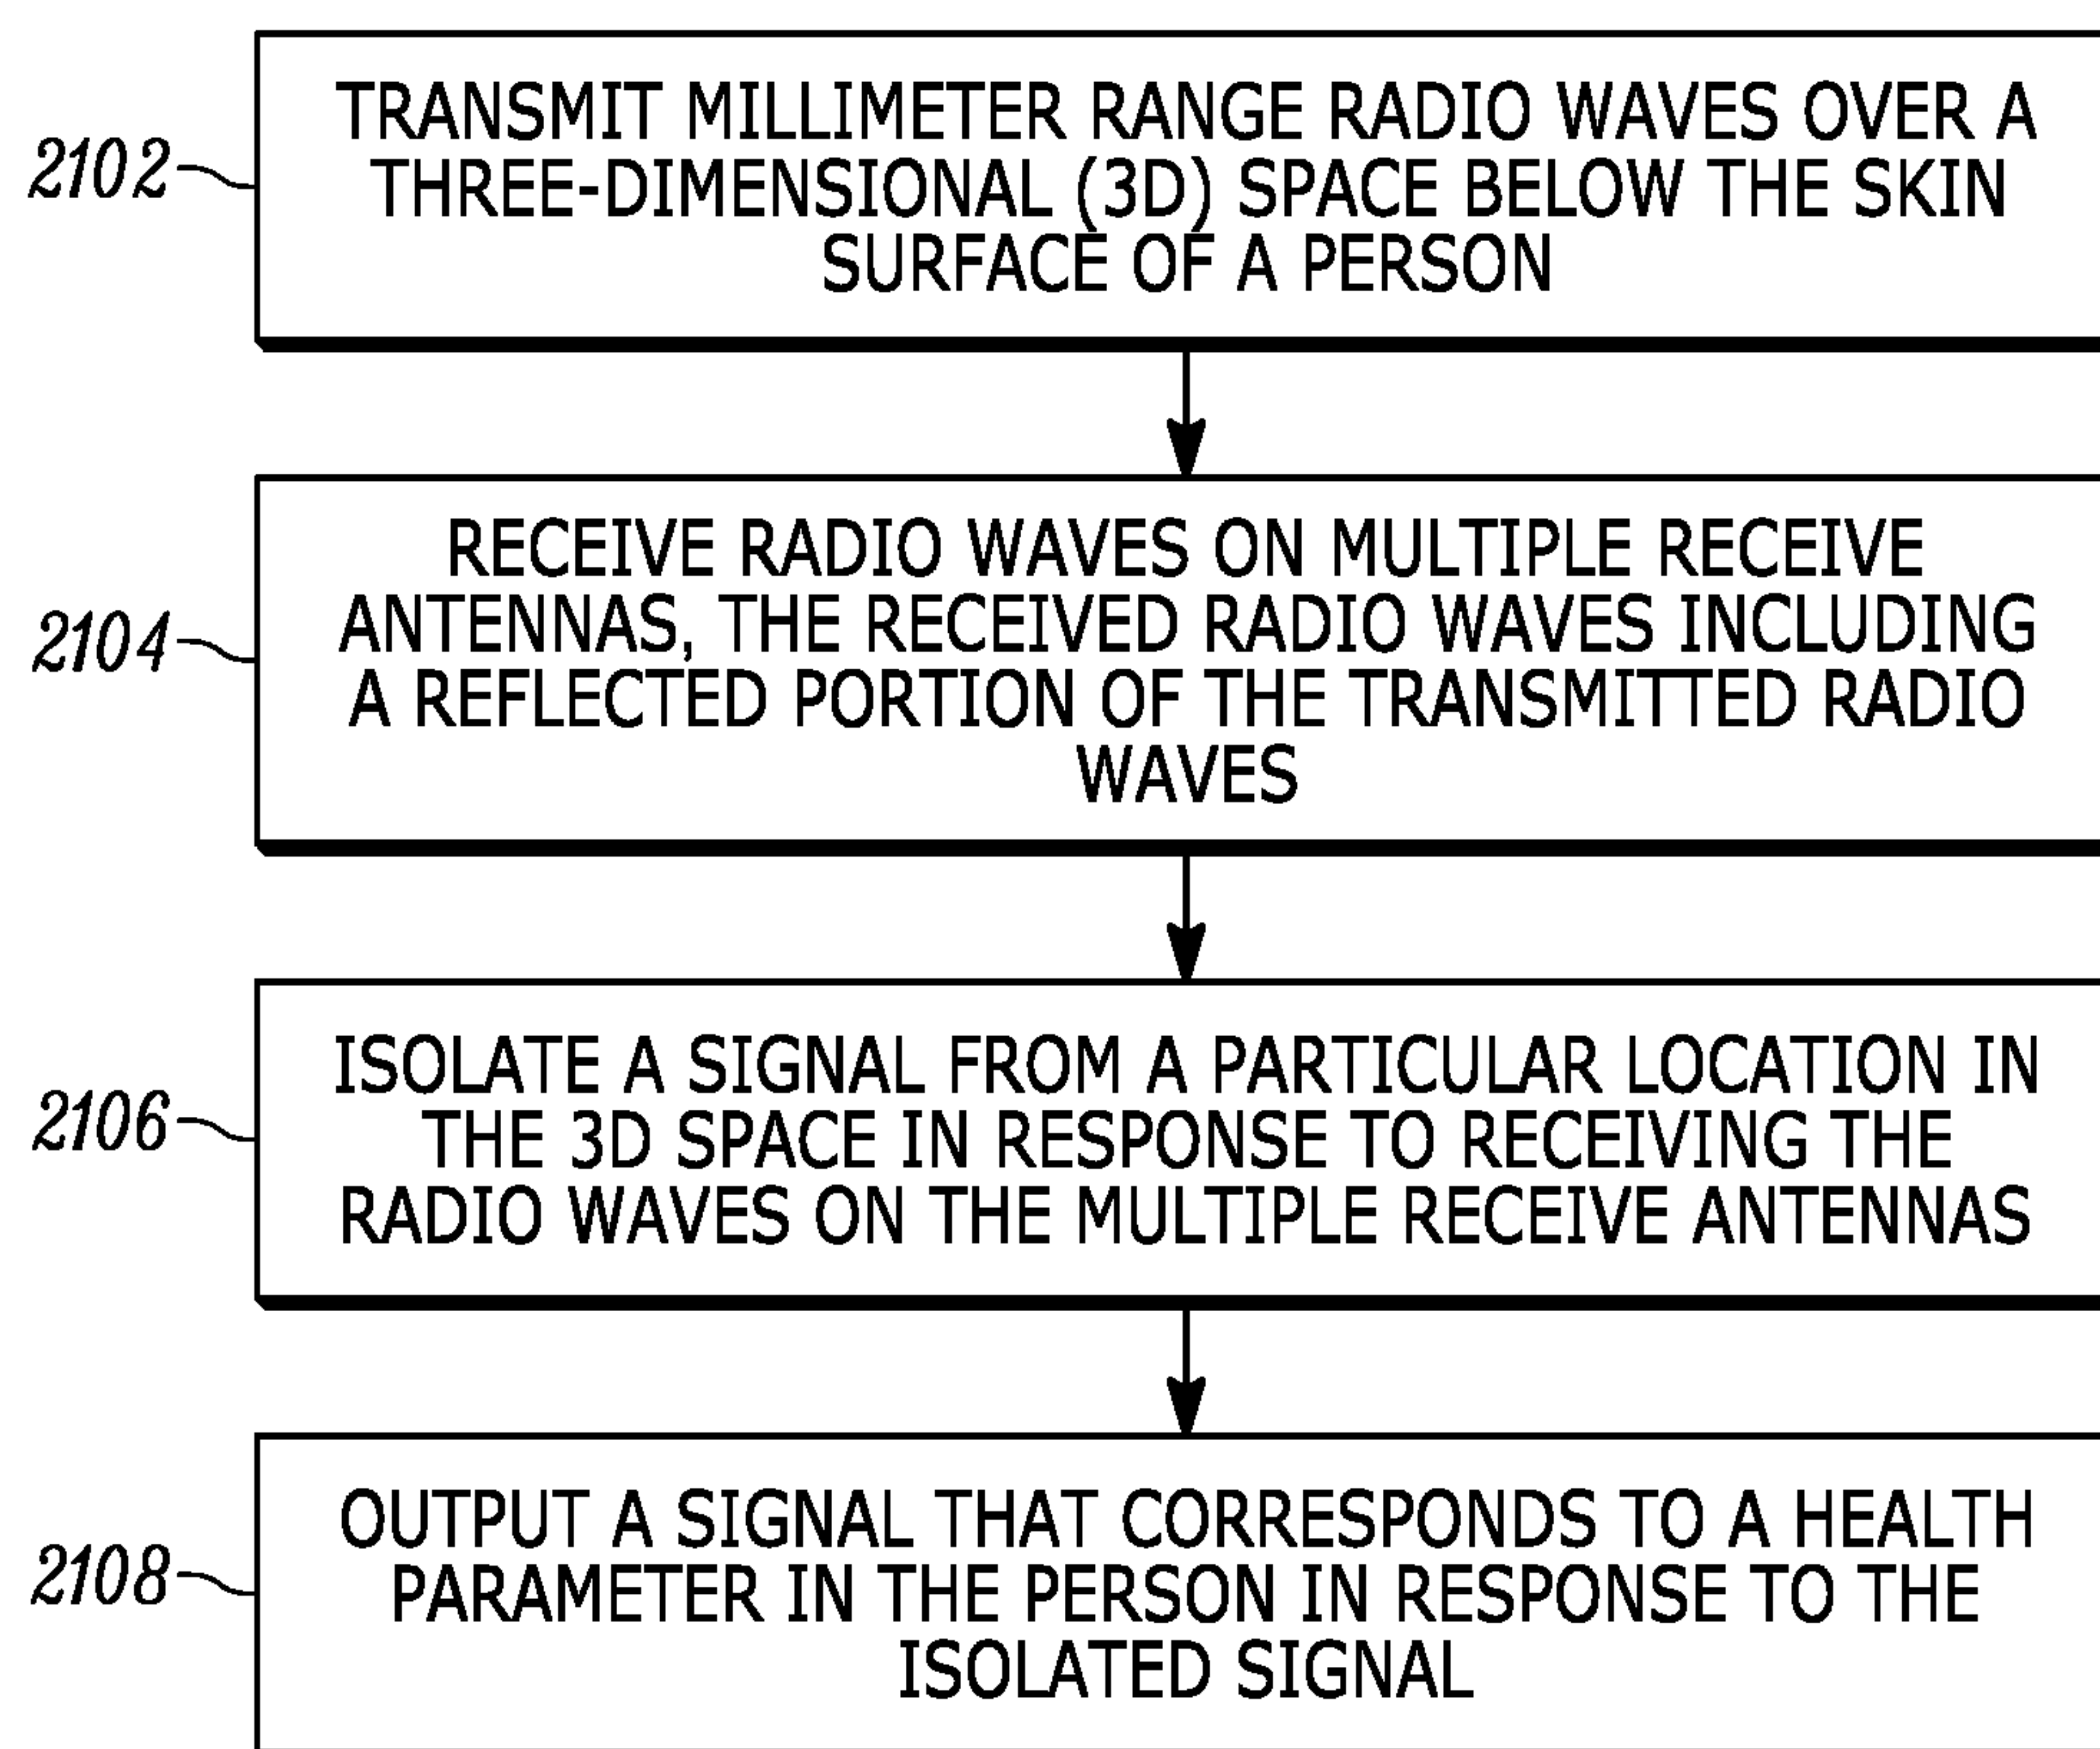 TRANSMIT MILLIMETER RANGE RADIO WAVES OVER A
2102
THREE-DIMENSIONAL (3D) SPACE BELOW THE SKIN
SURFACE OF A PERSON
RECEIVE RADIO WAVES ON MULTIPLE RECEIVE
ANTENNAS, THE RECEIVED RADIO WAVES INCLUDING
2104
A REFLECTED PORTION OF THE TRANSMITTED RADIO
WAVES
ISOLATE A SIGNAL FROM A PARTICULAR LOCATION IN
2106
THE 3D SPACE IN RESPONSE TO RECEIVING THE
RADIO WAVES ON THE MULTIPLE RECEIVE ANTENNAS
OUTPUT A SIGNAL THAT CORRESPONDS TO A HEALTH
2108
PARAMETER IN THE PERSON IN RESPONSE TO THE
ISOLATED SIGNAL